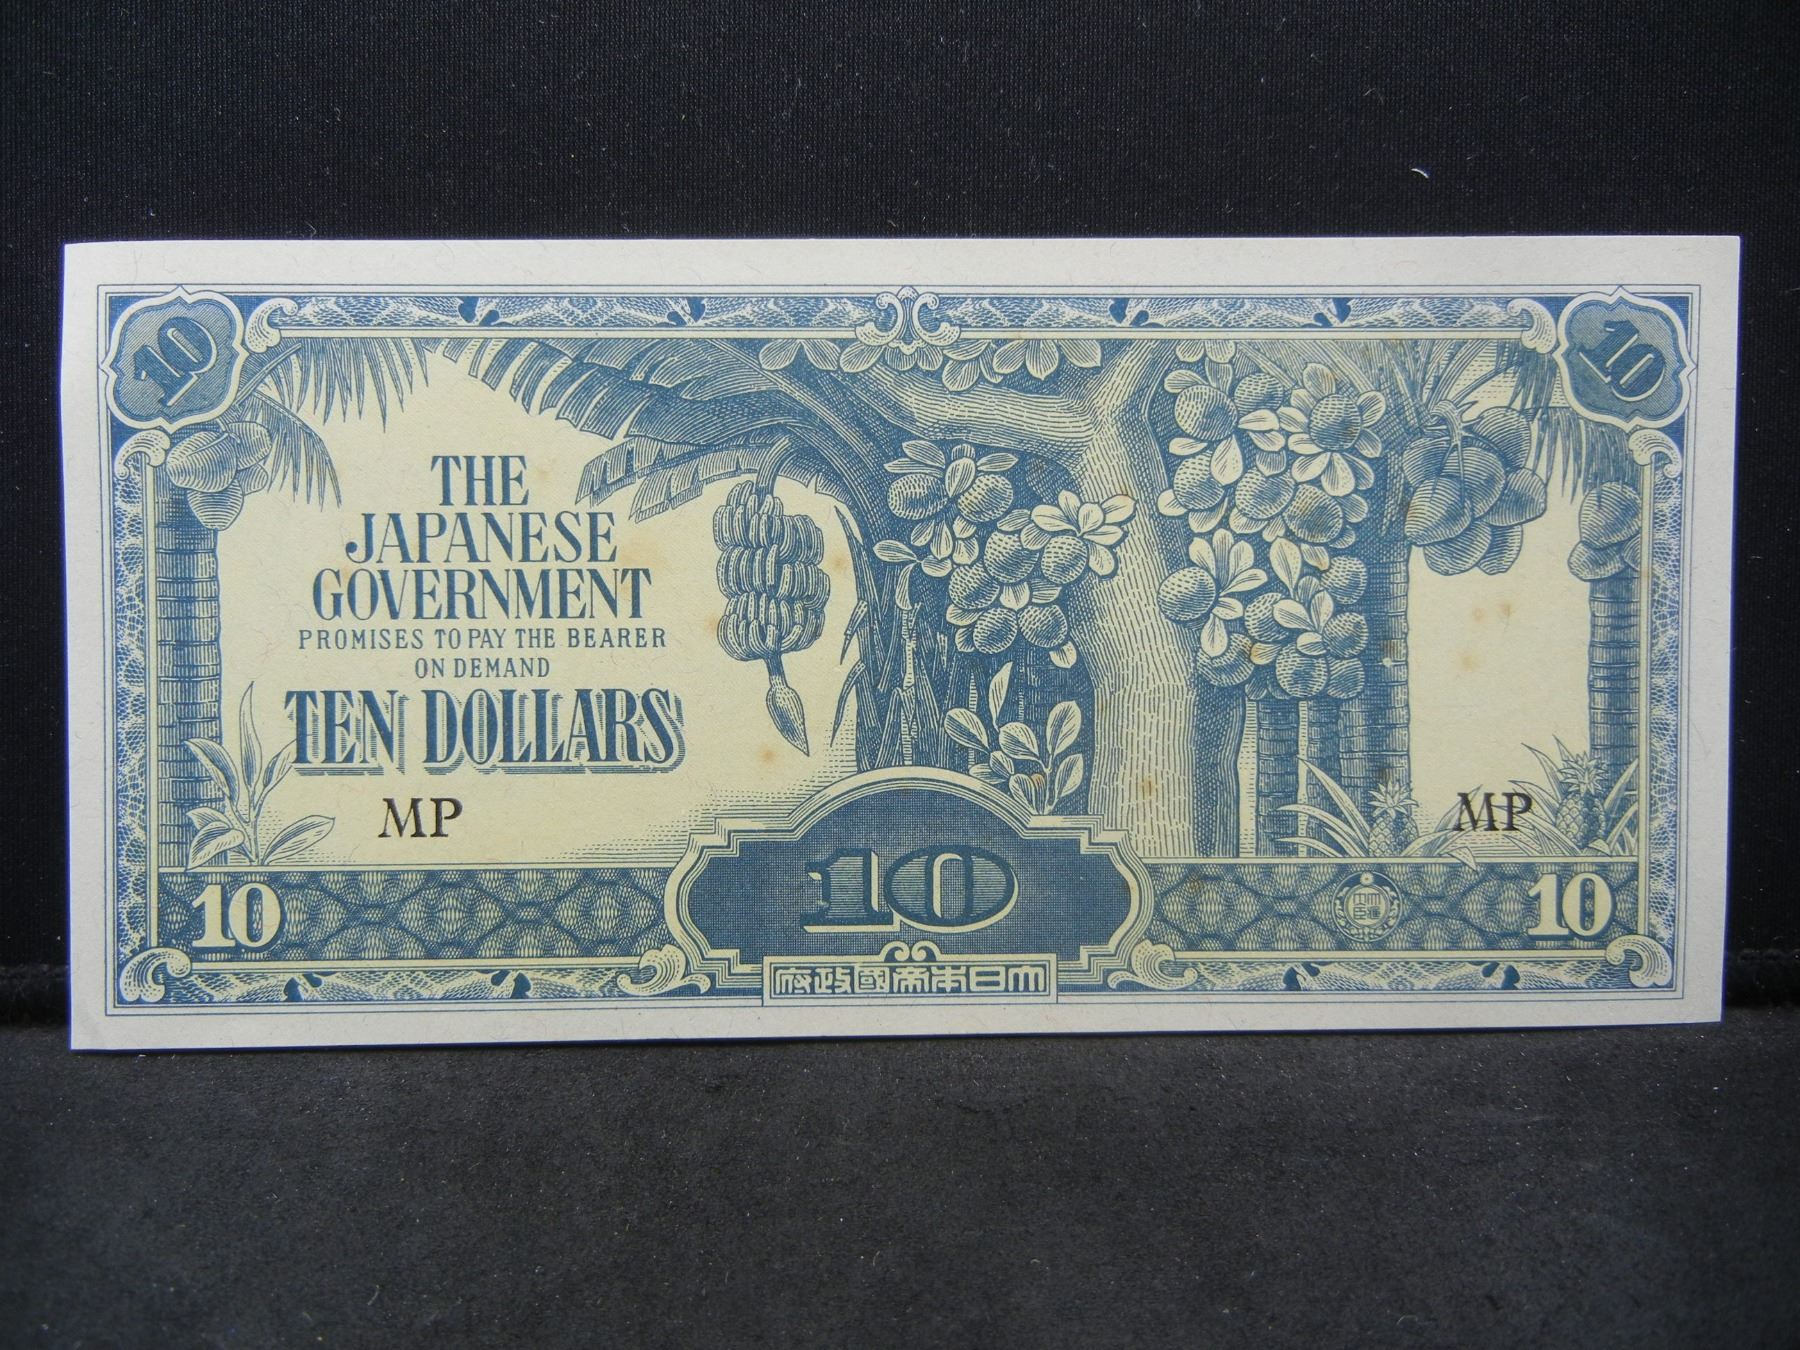 10
10
THE
JAPANESE
GOVERNMENT
PROMISES TO PAY THE BEARER
ON DEMAND
TEN DOLLARS
MP
MP
10
10
10
府政國帝本日大